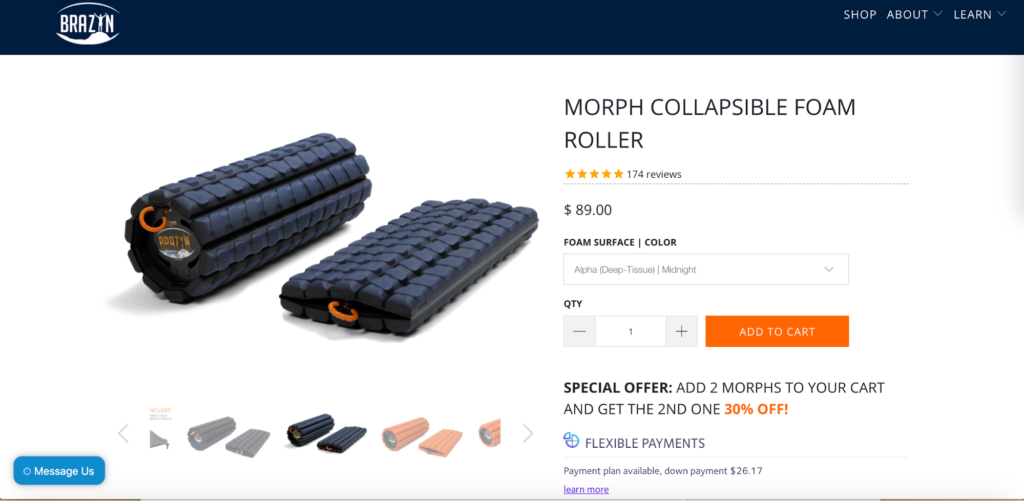 BRAZYN
SHOP ABOUT LEARN
MORPH COLLAPSIBLE FOAM
ROLLER
174 reviews
$ 89.00
FOAM SURFACE | COLOR
Alpha (Deep-Tissue) | Midnight
QTY
1
ADD TO CART
SPECIAL OFFER: ADD 2 MORPHS TO YOUR CART
AND GET THE 2ND ONE 30% OFF!
FLEXIBLE PAYMENTS
Payment plan available, down payment $26.17
learn more
BRAZYN
INCLUDES
Message Us